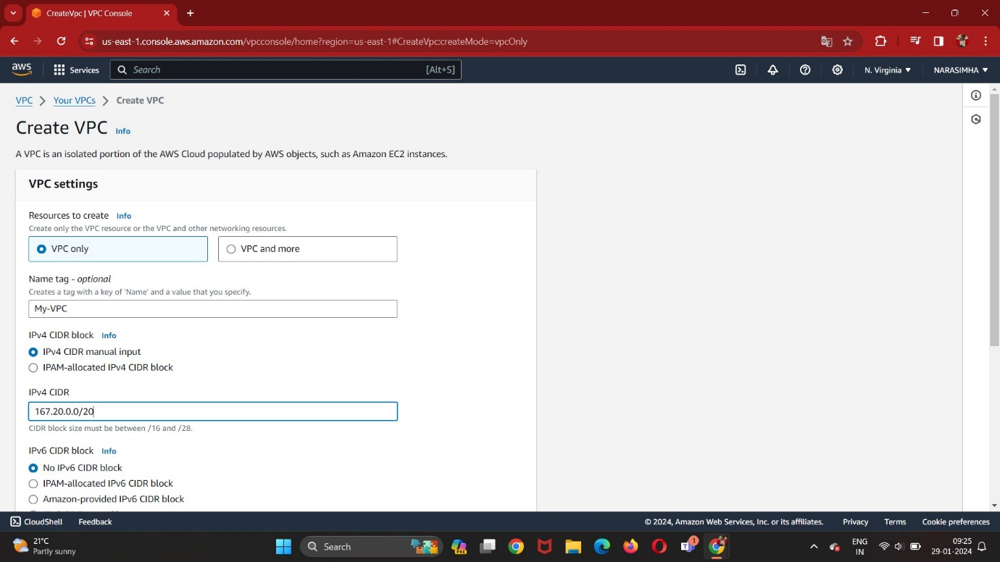 CreateVpc | VPC Console
us-east-1.console.aws.amazon.com/vpcconsole/home?region=us-east-1#CreateVpc:createMode=vpcOnly
aws Services Search [Alt+S] N. Virginia NARASIMHA
VPC > Your VPCs > Create VPC
Create VPC Info
A VPC is an isolated portion of the AWS Cloud populated by AWS objects, such as Amazon EC2 instances.
VPC settings
Resources to create Info
Create only the VPC resource or the VPC and other networking resources.
VPC only VPC and more
Name tag - optional
Creates a tag with a key of 'Name' and a value that you specify.
My-VPC
IPv4 CIDR block Info
IPv4 CIDR manual input
IPAM-allocated IPv4 CIDR block
IPv4 CIDR
167.20.0.0/20
CIDR block size must be between /16 and /28.
IPv6 CIDR block Info
No IPv6 CIDR block
IPAM-allocated IPv6 CIDR block
Amazon-provided IPv6 CIDR block
CloudShell Feedback © 2024, Amazon Web Services, Inc. or its affiliates. Privacy Terms Cookie preferences
21°C
Partly sunny
Search
PRE
1
ENG
IN
09:25
29-01-2024